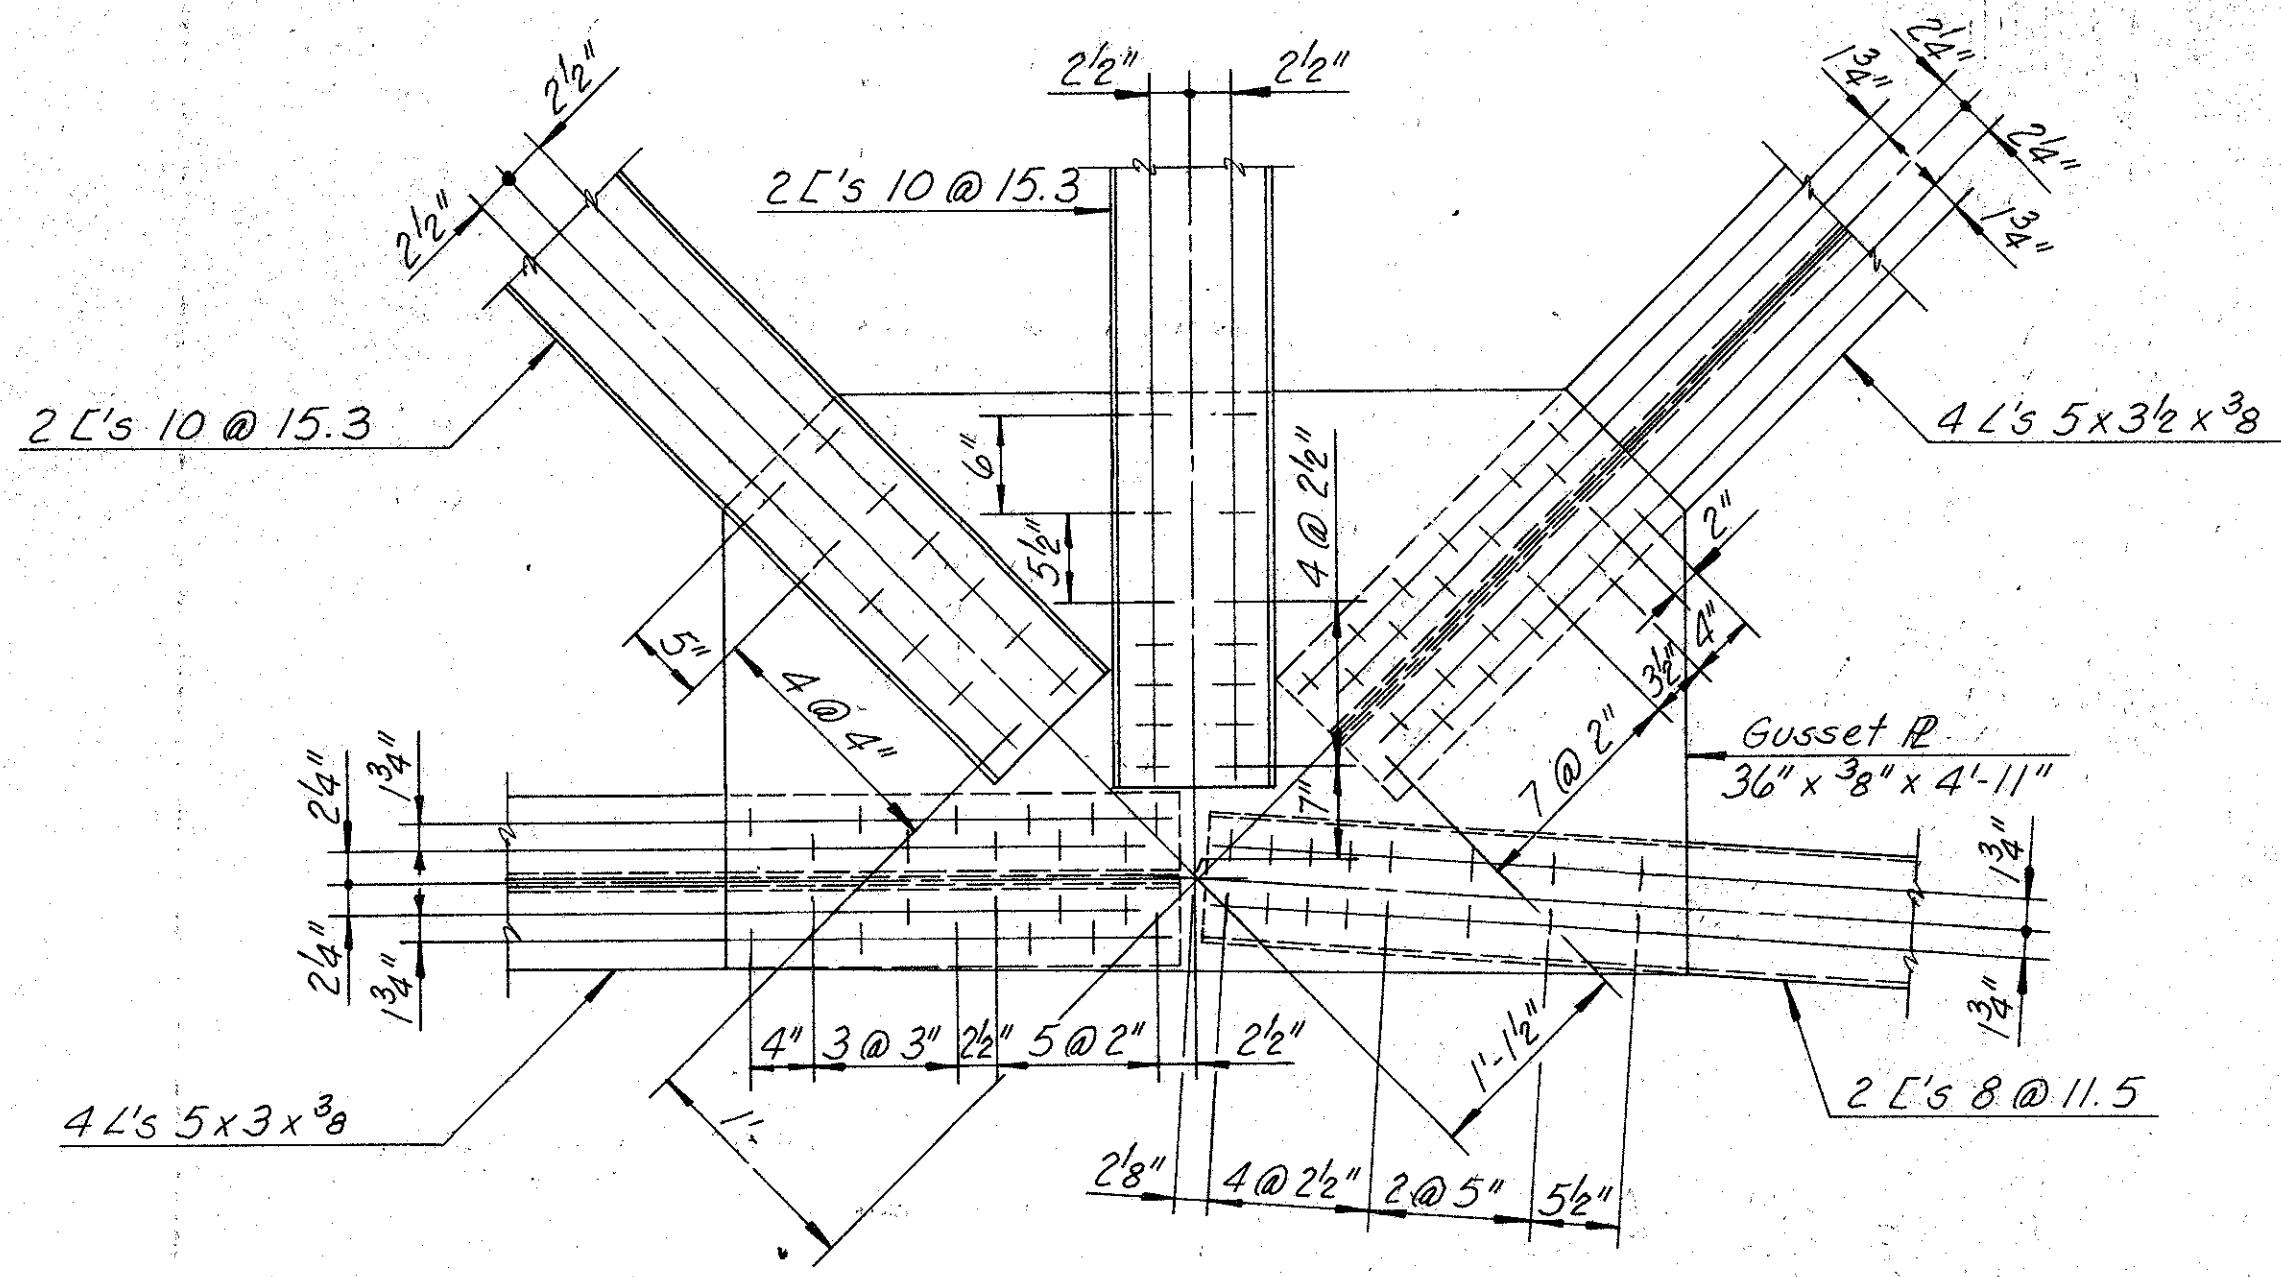 2½" 2½" 2½" 1¾" 2¼"
2½" 2 ['s 10 @ 15.3 2¼" 1¾"
2 ['s 10 @ 15.3 4 L's 5 x 3½ x ⅜
6" 4 @ 2½" 2"
5½"
5" 4 @ 4" 3½" 4"
Gusset ℙL
36" x ⅜" x 4'-11"
7 @ 2"
2¼" 1¾" 7" 1¾"
2¼" 1¾" 1¾"
4" 3 @ 3" 2½" 5 @ 2" 2½" 1'-1½"
4 L's 5 x 3 x ⅜ 1'- 2 ['s 8 @ 11.5
2⅛" 4 @ 2½" 2 @ 5" 5½"